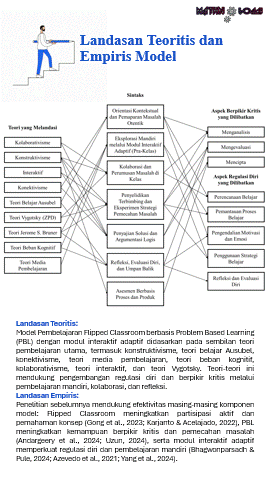 MATRIK LOGS
Landasan Teoritis dan
Empiris Model
Sintaks
Orientasi Kontekstual
dan Pemaparan Masalah
Otentik
Eksplorasi Mandiri
melalui Modul Interaktif
Adaptif (Pra-Kelas)
Kolaborasi dan
Perumusan Masalah di
Kelas
Penyelidikan
Terbimbing dan
Eksperimen Strategi
Pemecahan Masalah
Penyajian Solusi dan
Argumentasi Logis
Refleksi, Evaluasi Diri,
dan Umpan Balik
Asesmen Berbasis
Proses dan Produk
Teori yang Melandasi
Kolaborativisme
Konstruktivisme
Interaktif
Konektivisme
Teori Belajar Ausubel
Teori Vygotsky (ZPD)
Teori Jerome S. Bruner
Teori Beban Kognitif
Teori Media
Pembelajaran
Aspek Berpikir Kritis
yang Dilibatkan
Menganalisis
Mengevaluasi
Mencipta
Aspek Regulasi Diri
yang Dilibatkan
Perencanaan Belajar
Pemantauan Proses
Belajar
Pengendalian Motivasi
dan Emosi
Penggunaan Strategi
Belajar
Refleksi dan Evaluasi
Diri
Landasan Teoritis:
Model Pembelajaran Flipped Classroom berbasis Problem Based Learning
(PBL) dengan modul interaktif adaptif didasarkan pada sembilan teori
pembelajaran utama, termasuk konstruktivisme, teori belajar Ausubel,
konektivisme, teori media pembelajaran, teori beban kognitif,
kolaborativisme, teori interaktif, dan teori Vygotsky. Teori-teori ini
mendukung pengembangan regulasi diri dan berpikir kritis melalui
pembelajaran mandiri, kolaborasi, dan refleksi.
Landasan Empiris:
Penelitian sebelumnya mendukung efektivitas masing-masing komponen
model: Flipped Classroom meningkatkan partisipasi aktif dan
pemahaman konsep (Gong et al., 2023; Karjanto & Acelajado, 2022), PBL
meningkatkan kemampuan berpikir kritis dan pemecahan masalah
(Andargeery et al., 2024; Uzun, 2024), serta modul interaktif adaptif
memperkuat regulasi diri dan pembelajaran mandiri (Bhagwonparsadh &
Pule, 2024; Azevedo et al., 2021; Yang et al., 2024).